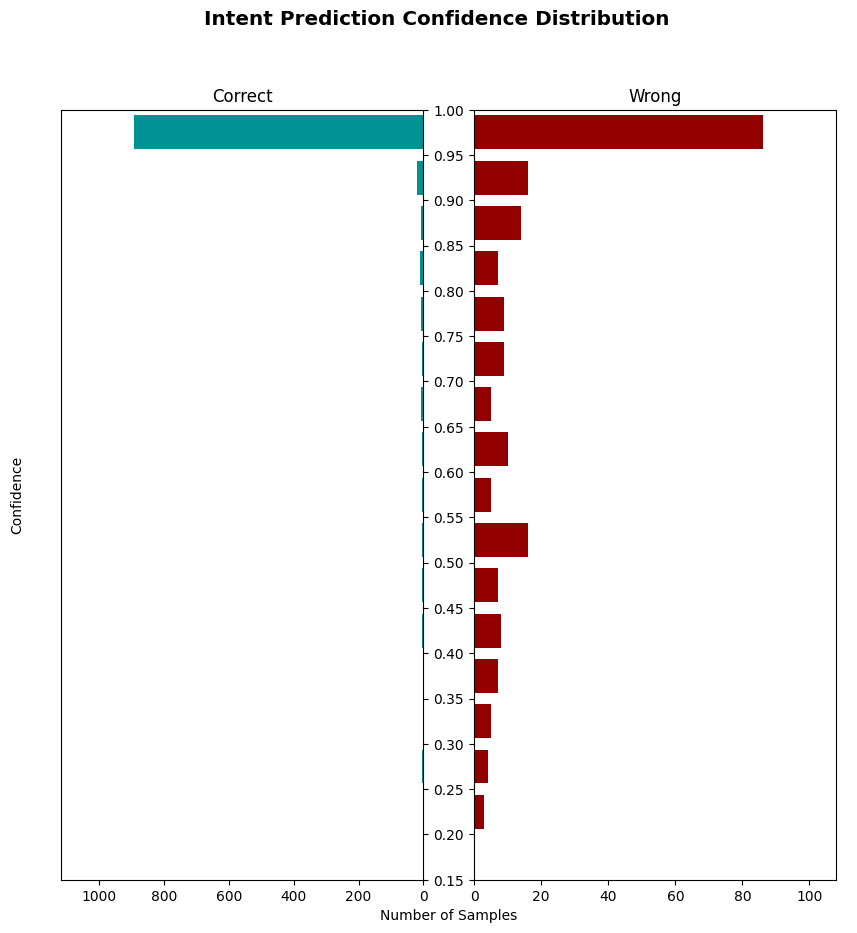 Intent Prediction Confidence Distribution
Correct
Wrong
1.00
0.95
0.90
0.85
0.80
0.75
0.70
0.65
0.60
0.55
0.50
0.45
0.40
0.35
0.30
0.25
0.20
0.15
Confidence
1000 800 600 400 200 0
0 20 40 60 80 100
Number of Samples